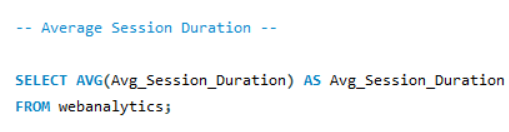 -- Average Session Duration --
SELECT AVG(Avg_Session_Duration) AS Avg_Session_Duration
FROM webanalytics;